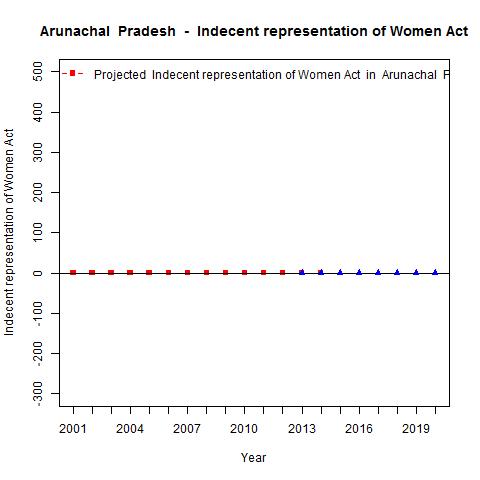 Arunachal  Pradesh  -  Indecent representation of Women Act
Projected  Indecent representation of Women Act  in  Arunachal  P
Indecent representation of Women Act
500
400
300
200
100
0
-100
-200
-300
2001 2004 2007 2010 2013 2016 2019
Year